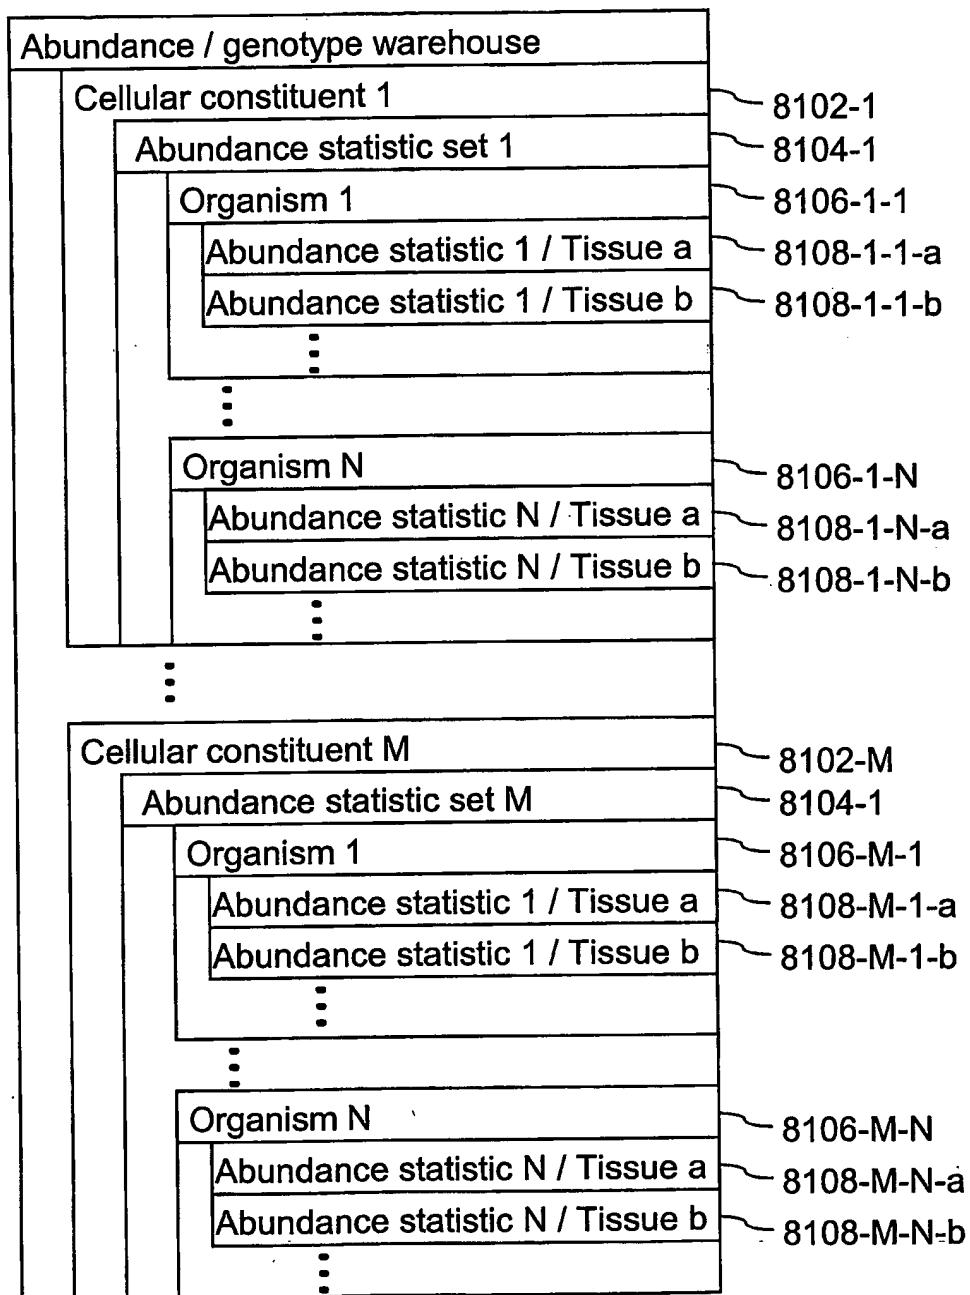 Abundance / genotype warehouse
Cellular constituent 1 8102-1
Abundance statistic set 1 8104-1
Organism 1 8106-1-1
Abundance statistic 1 / Tissue a 8108-1-1-a
Abundance statistic 1 / Tissue b 8108-1-1-b
Organism N 8106-1-N
Abundance statistic N / Tissue a 8108-1-N-a
Abundance statistic N / Tissue b 8108-1-N-b
Cellular constituent M 8102-M
Abundance statistic set M 8104-1
Organism 1 8106-M-1
Abundance statistic 1 / Tissue a 8108-M-1-a
Abundance statistic 1 / Tissue b 8108-M-1-b
Organism N 8106-M-N
Abundance statistic N / Tissue a 8108-M-N-a
Abundance statistic N / Tissue b 8108-M-N-b